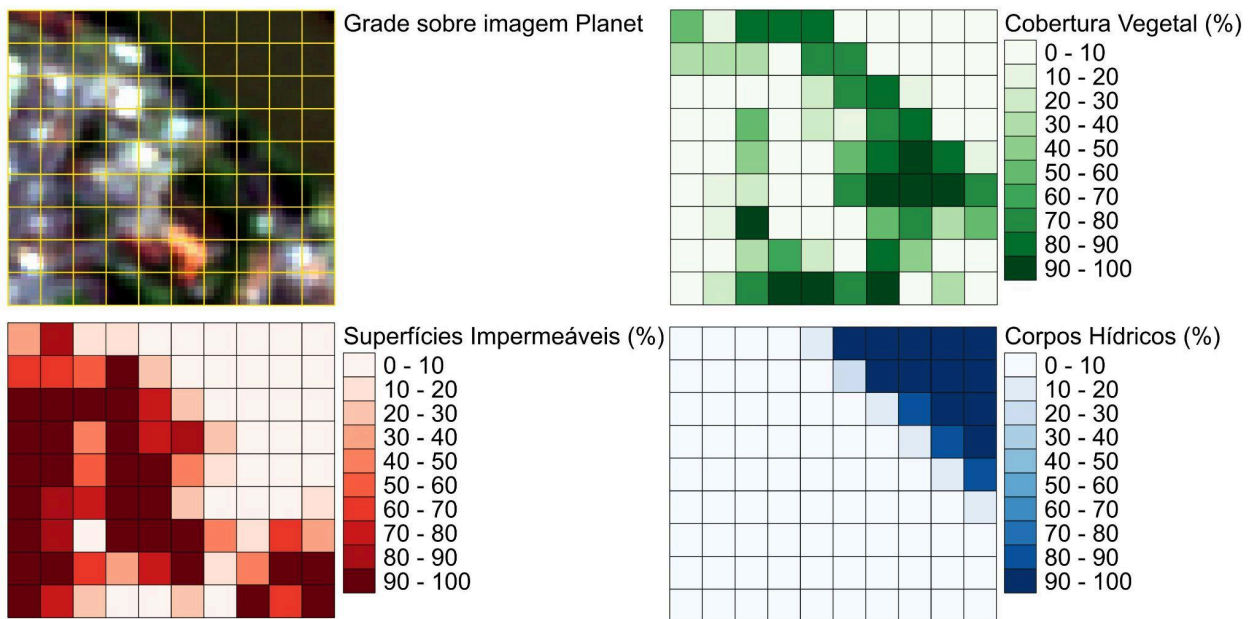 Grade sobre imagem Planet
Cobertura Vegetal (%)
0 - 10
10 - 20
20 - 30
30 - 40
40 - 50
50 - 60
60 - 70
70 - 80
80 - 90
90 - 100
Superfícies Impermeáveis (%)
0 - 10
10 - 20
20 - 30
30 - 40
40 - 50
50 - 60
60 - 70
70 - 80
80 - 90
90 - 100
Corpos Hídricos (%)
0 - 10
10 - 20
20 - 30
30 - 40
40 - 50
50 - 60
60 - 70
70 - 80
80 - 90
90 - 100